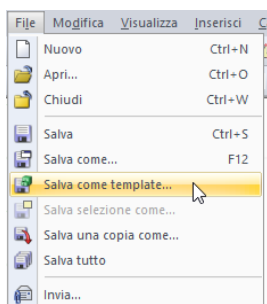 File Modifica Visualizza Inserisci
Nuovo Ctrl+N
Apri... Ctrl+O
Chiudi Ctrl+W
Salva Ctrl+S
Salva come... F12
Salva come template...
Salva selezione come...
Salva una copia come...
Salva tutto
Invia...